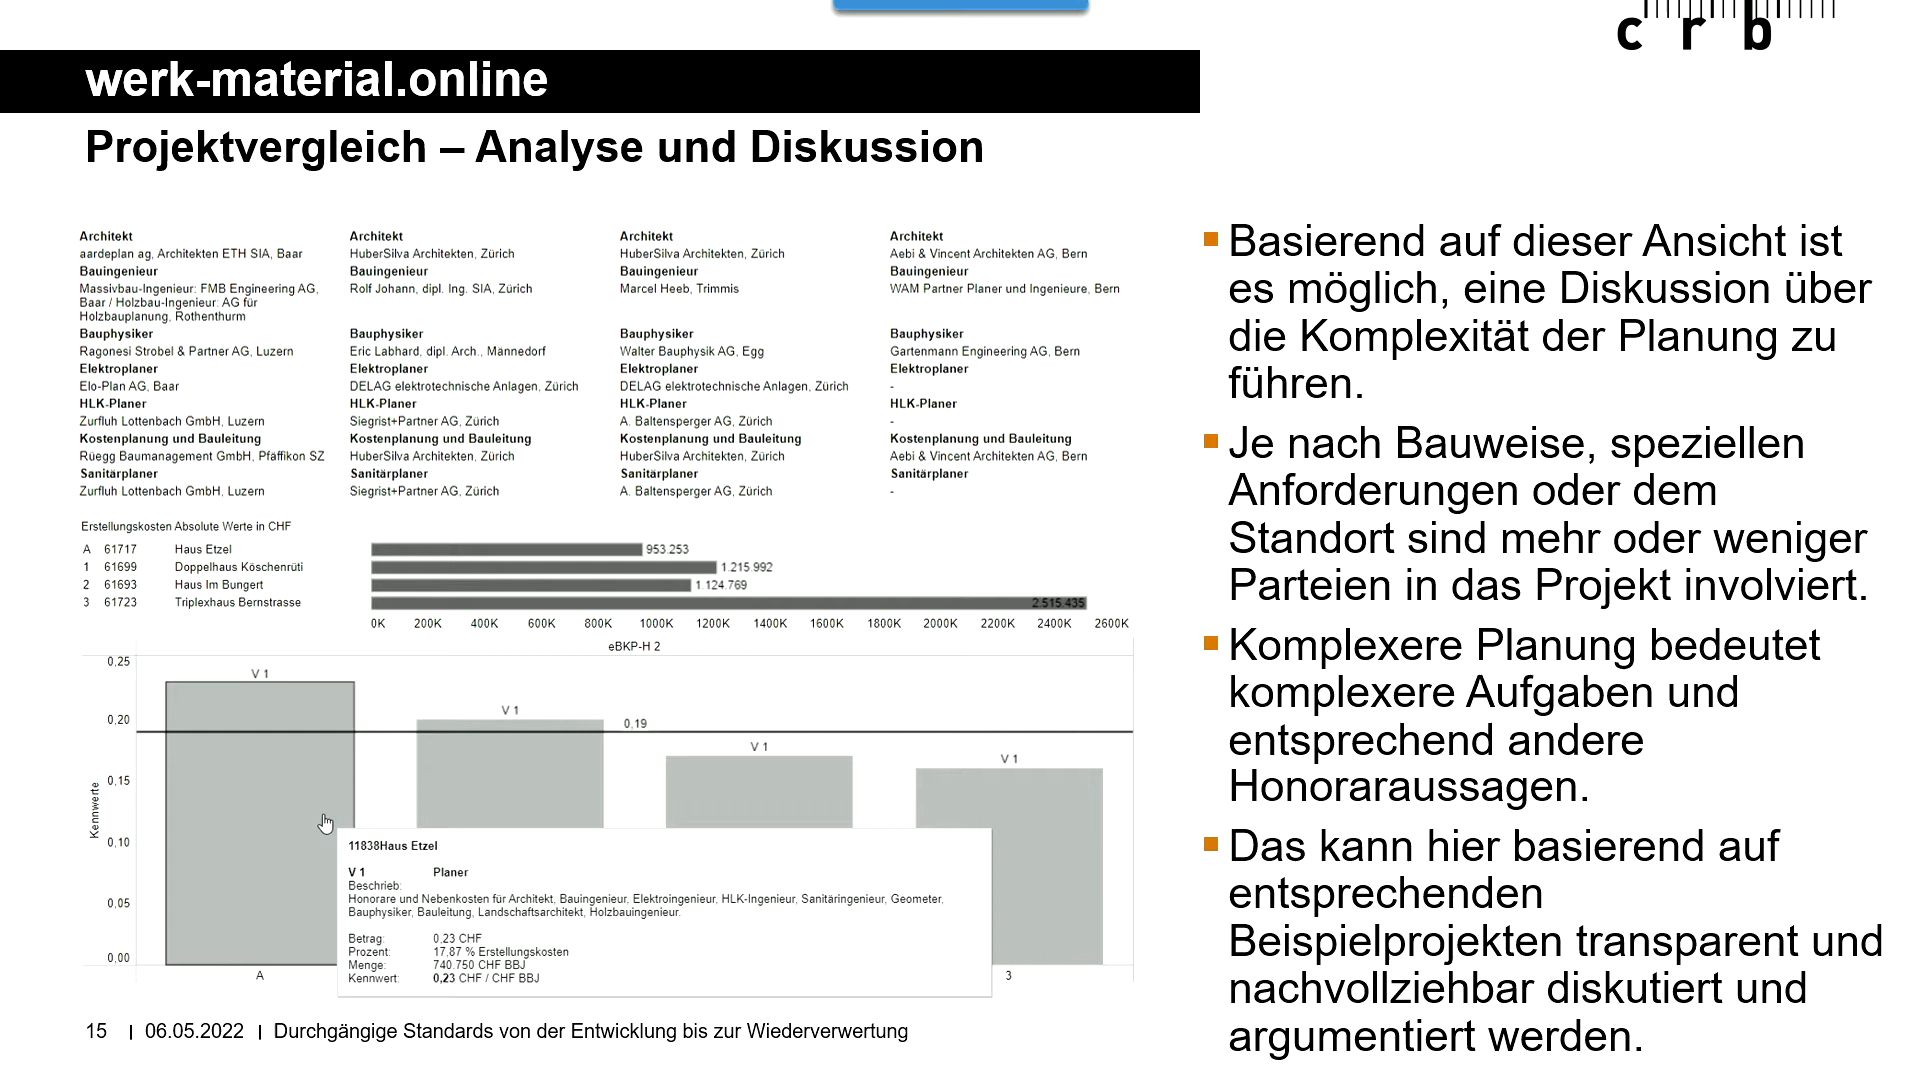 crb
werk-material.online
Projektvergleich – Analyse und Diskussion
Architekt
aardeplan ag, Architekten ETH SIA, Baar
Bauingenieur
Massivbau-Ingenieur: FMB Engineering AG,
Baar / Holzbau-Ingenieur: AG für
Holzbauplanung, Rothenthurm
Bauphysiker
Ragonesi Strobel & Partner AG, Luzern
Elektroplaner
Elo-Plan AG, Baar
HLK-Planer
Zurfluh Lottenbach GmbH, Luzern
Kostenplanung und Bauleitung
Rüegg Baumanagement GmbH, Pfäffikon SZ
Sanitärplaner
Zurfluh Lottenbach GmbH, Luzern
Architekt
HuberSilva Architekten, Zürich
Bauingenieur
Rolf Johann, dipl. Ing. SIA, Zürich
Bauphysiker
Eric Labhard, dipl. Arch., Männedorf
Elektroplaner
DELAG elektrotechnische Anlagen, Zürich
HLK-Planer
Siegrist+Partner AG, Zürich
Kostenplanung und Bauleitung
HuberSilva Architekten, Zürich
Sanitärplaner
Siegrist+Partner AG, Zürich
Architekt
HuberSilva Architekten, Zürich
Bauingenieur
Marcel Heeb, Trimmis
Bauphysiker
Walter Bauphysik AG, Egg
Elektroplaner
DELAG elektrotechnische Anlagen, Zürich
HLK-Planer
A. Baltensperger AG, Zürich
Kostenplanung und Bauleitung
HuberSilva Architekten, Zürich
Sanitärplaner
A. Baltensperger AG, Zürich
Architekt
Aebi & Vincent Architekten AG, Bern
Bauingenieur
WAM Partner Planer und Ingenieure, Bern
Bauphysiker
Gartenmann Engineering AG, Bern
Elektroplaner
-
HLK-Planer
-
Kostenplanung und Bauleitung
Aebi & Vincent Architekten AG, Bern
Sanitärplaner
-
Erstellungskosten Absolute Werte in CHF
A 61717 Haus Etzel 953.253
1 61699 Doppelhaus Köschenrüti 1.215.992
2 61693 Haus Im Bungert 1.124.769
3 61723 Triplexhaus Bernstrasse 2.515.435
0K 200K 400K 600K 800K 1000K 1200K 1400K 1600K 1800K 2000K 2200K 2400K 2600K
eBKP-H 2
0,25
V 1
V 1
0,20
0,19
V 1
V 1
0,15
Kennwerte
0,10
0,05
0,00
A
3
11838Haus Etzel
V 1 Planer
Beschrieb:
Honorare und Nebenkosten für Architekt, Bauingenieur, Elektroingenieur, HLK-Ingenieur, Sanitäringenieur, Geometer,
Bauphysiker, Bauleitung, Landschaftsarchitekt, Holzbauingenieur.
Betrag: 0,23 CHF
Prozent: 17,87 % Erstellungskosten
Menge: 740.750 CHF BBJ
Kennwert: 0,23 CHF / CHF BBJ
Basierend auf dieser Ansicht ist
es möglich, eine Diskussion über
die Komplexität der Planung zu
führen.
Je nach Bauweise, speziellen
Anforderungen oder dem
Standort sind mehr oder weniger
Parteien in das Projekt involviert.
Komplexere Planung bedeutet
komplexere Aufgaben und
entsprechend andere
Honoraraussagen.
Das kann hier basierend auf
entsprechenden
Beispielprojekten transparent und
nachvollziehbar diskutiert und
argumentiert werden.
15 | 06.05.2022 | Durchgängige Standards von der Entwicklung bis zur Wiederverwertung